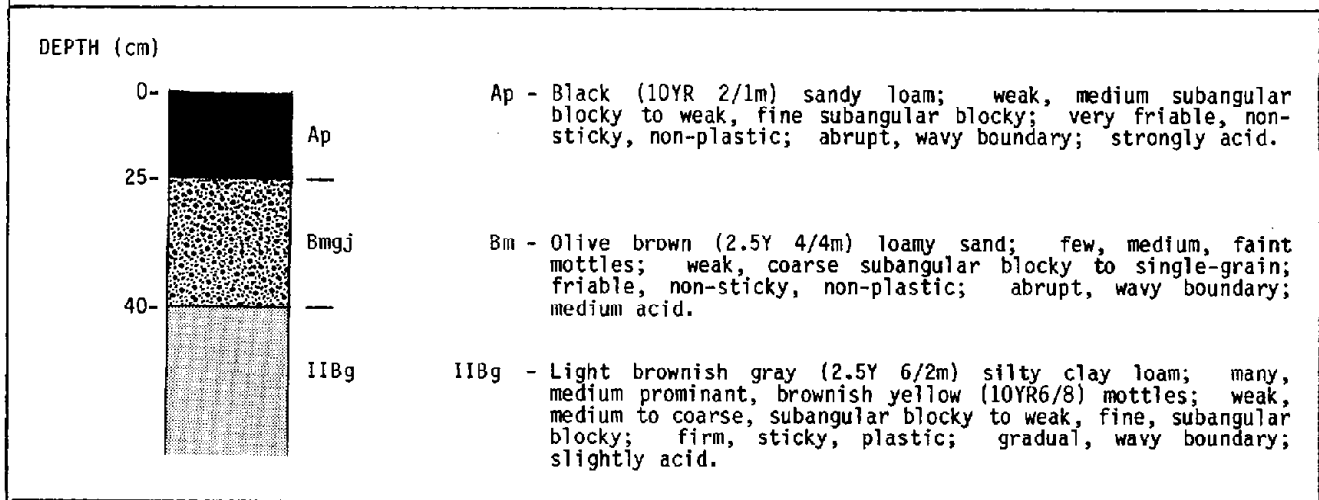 DEPTH (cm)
0-
Ap
25-
Bmgj
40-
IIBg
Ap - Black (10YR 2/1m) sandy loam; weak, medium subangular
blocky to weak, fine subangular blocky; very friable, non-
sticky, non-plastic; abrupt, wavy boundary; strongly acid.
Bm - Olive brown (2.5Y 4/4m) loamy sand; few, medium, faint
mottles; weak, coarse subangular blocky to single-grain;
friable, non-sticky, non-plastic; abrupt, wavy boundary;
medium acid.
IIBg - Light brownish gray (2.5Y 6/2m) silty clay loam; many,
medium prominant, brownish yellow (10YR6/8) mottles; weak,
medium to coarse, subangular blocky to weak, fine, subangular
blocky; firm, sticky, plastic; gradual, wavy boundary;
slightly acid.